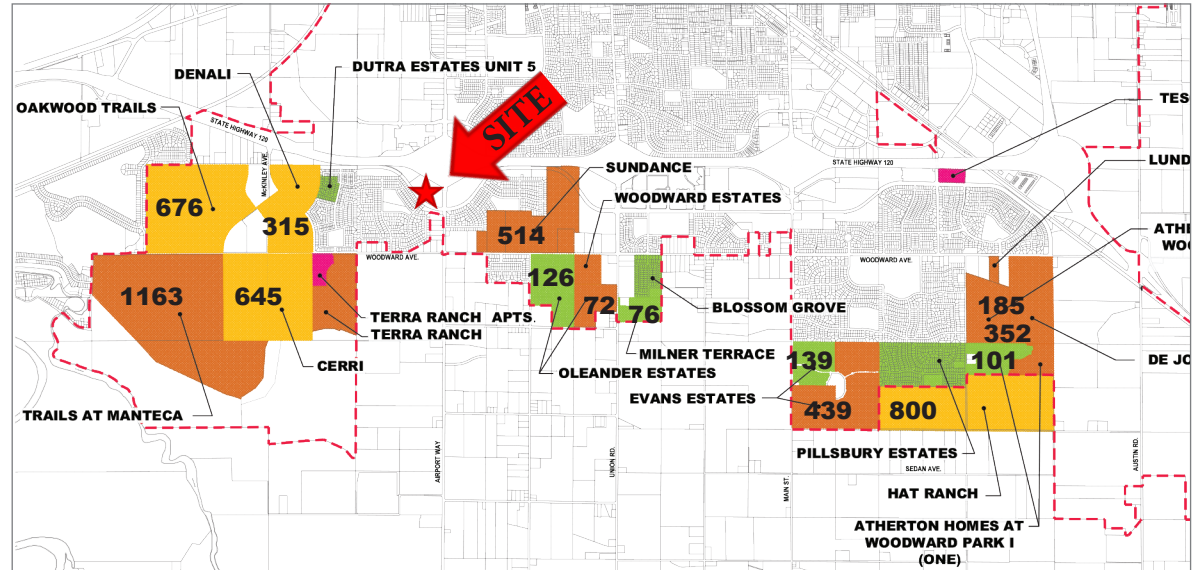 DUTRA ESTATES UNIT 5
DENALI
OAKWOOD TRAILS
STATE HIGHWAY 120
SITE
TES
STATE HIGHWAY 120
LUND
McKINLEY AVE.
SUNDANCE
WOODWARD ESTATES
676
315
514
ATHE
WOO
WOODWARD AVE.
WOODWARD AVE.
126
1163
645
72
76
BLOSSOM GROVE
185
TERRA RANCH APTS.
TERRA RANCH
352
MILNER TERRACE
139
101
DE JO
CERRI
OLEANDER ESTATES
EVANS ESTATES
439
800
TRAILS AT MANTECA
PILLSBURY ESTATES
AIRPORT WAY
UNION RD.
MAIN ST.
AUSTIN RD.
SEDAN AVE.
HAT RANCH
ATHERTON HOMES AT
WOODWARD PARK I
(ONE)